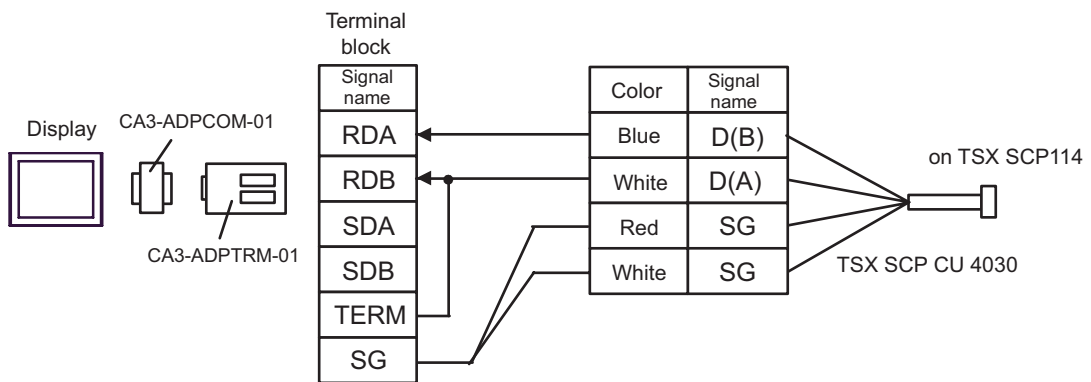 Terminal
block
Signal
name
RDA
RDB
SDA
SDB
TERM
SG
Display
CA3-ADPCOM-01
CA3-ADPTRM-01
Color
Signal
name
Blue
D(B)
White
D(A)
Red
SG
White
SG
on TSX SCP114
TSX SCP CU 4030